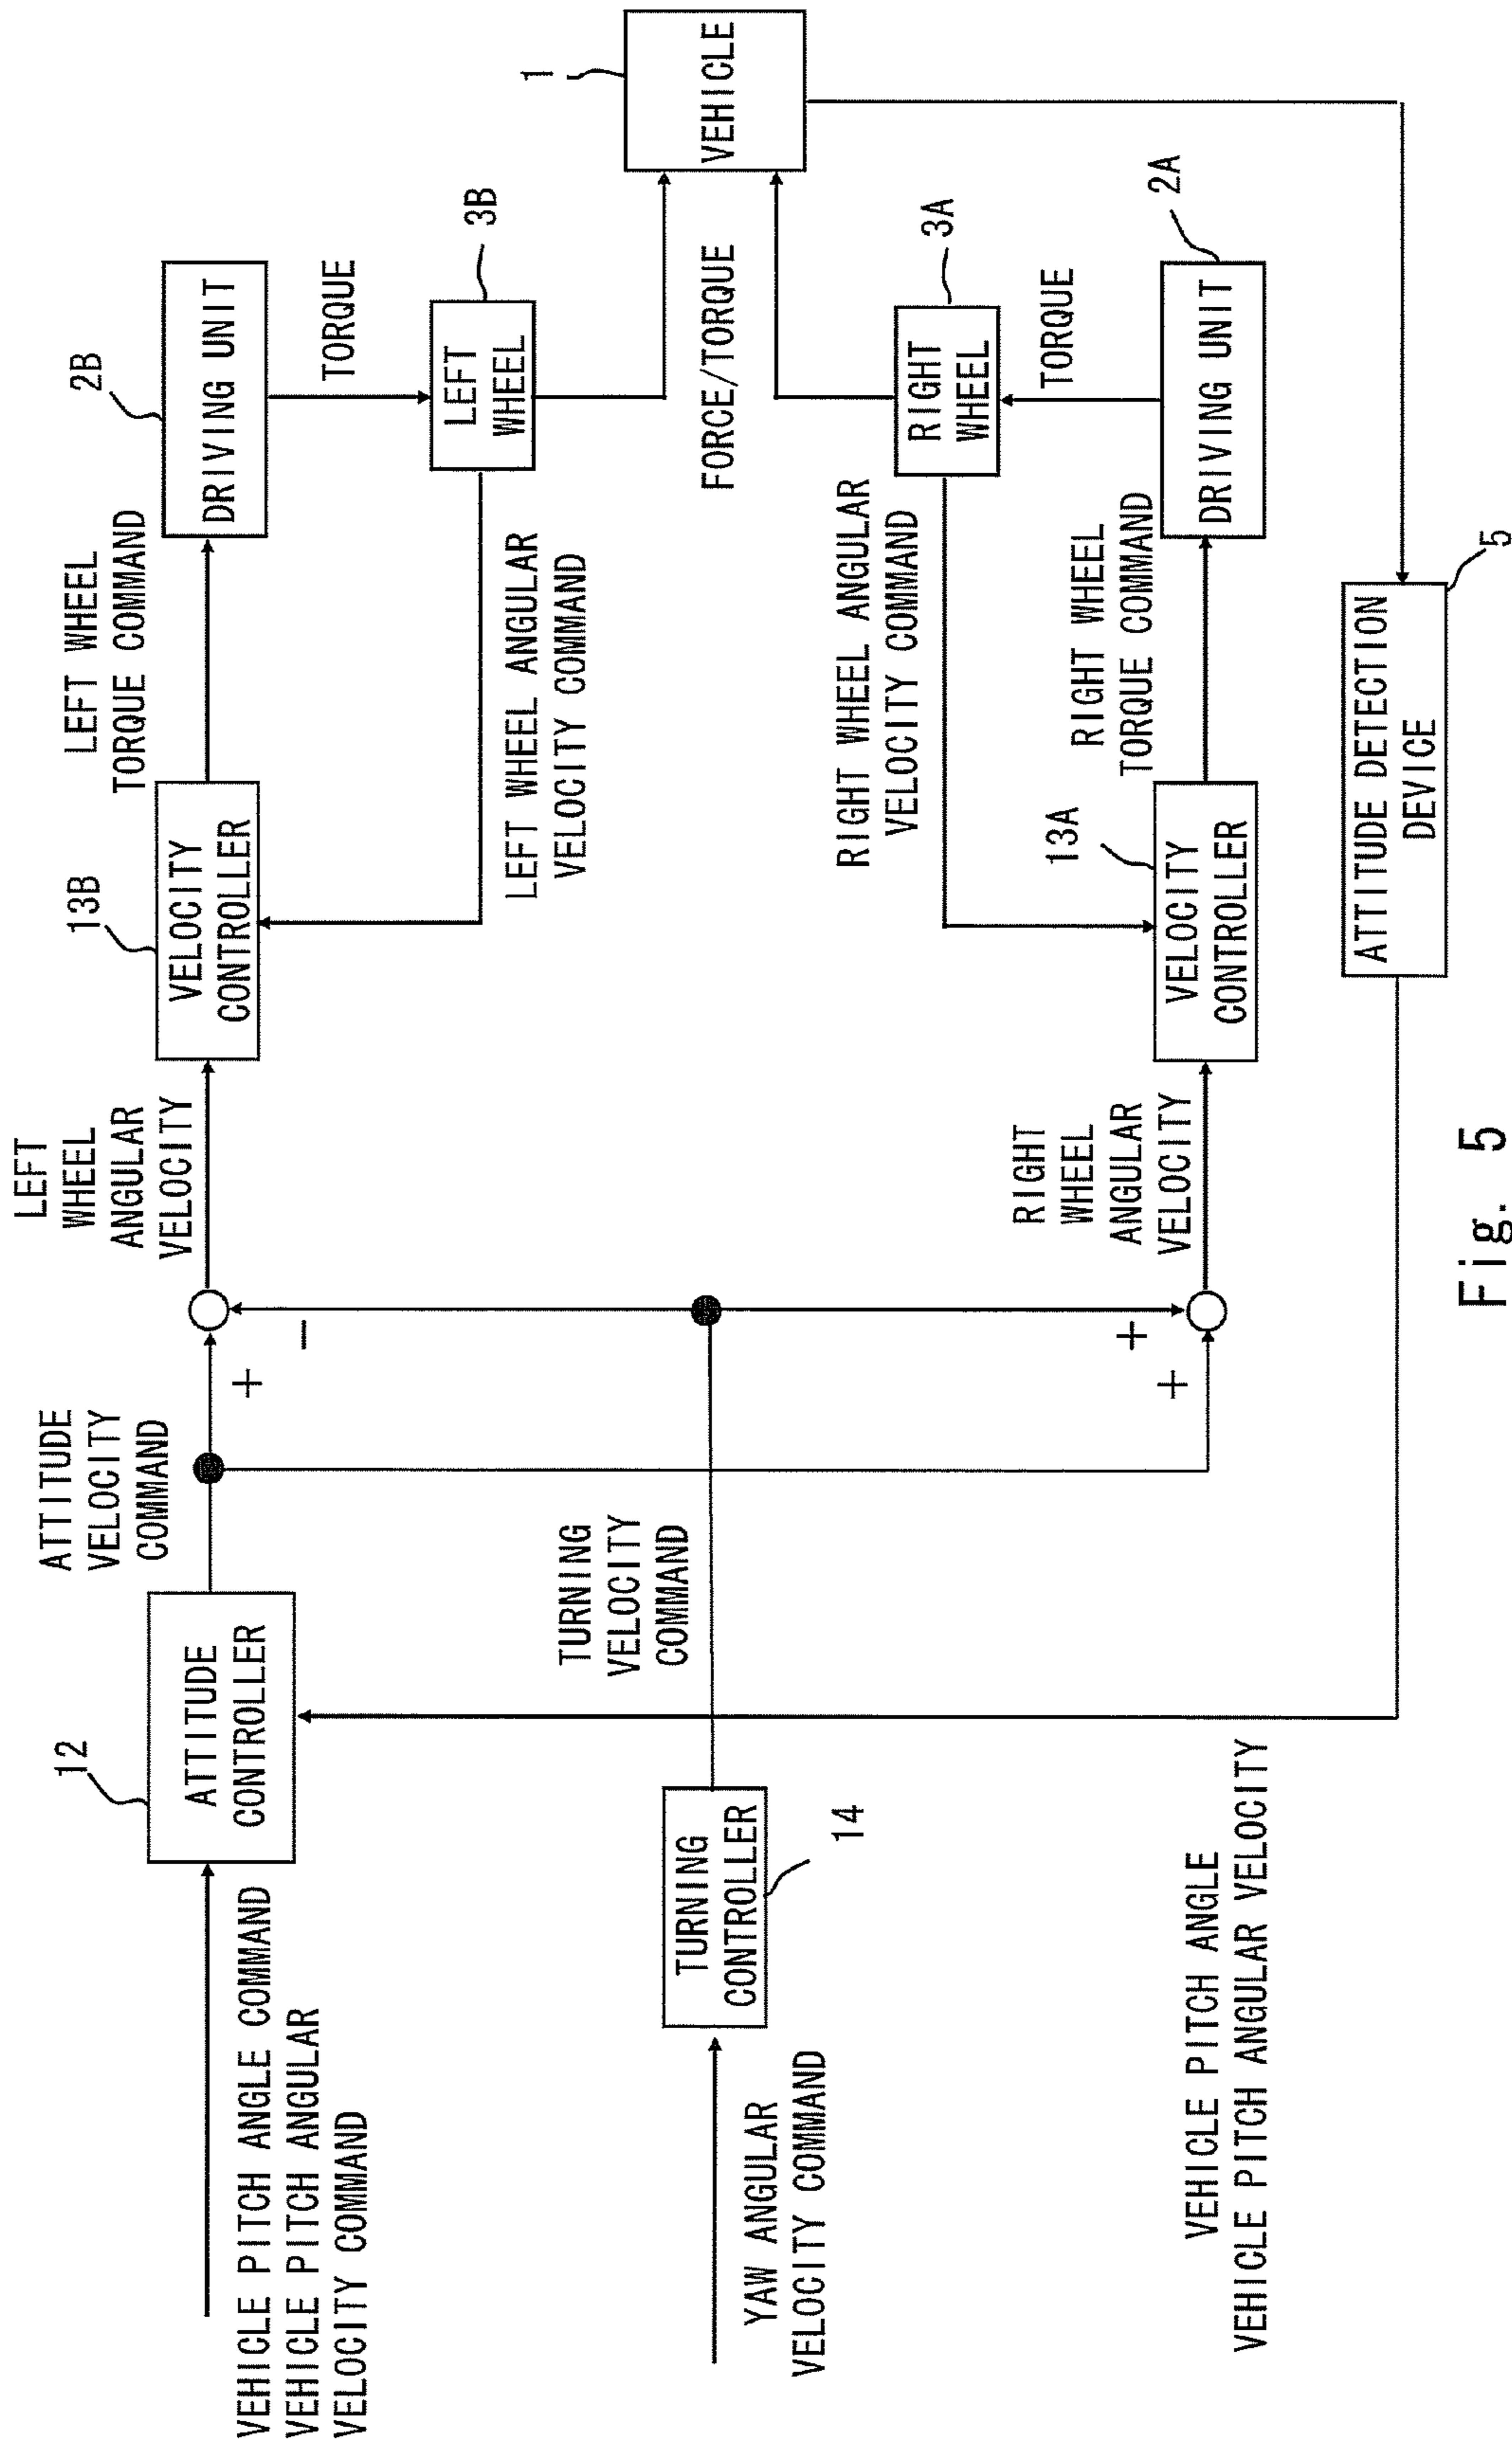 VEHICLE PITCH ANGLE COMMAND
VEHICLE PITCH ANGULAR
VELOCITY COMMAND
12
ATTITUDE
CONTROLLER
ATTITUDE
VELOCITY
COMMAND
+
−
LEFT
WHEEL
ANGULAR
VELOCITY
13B
VELOCITY
CONTROLLER
LEFT WHEEL
TORQUE COMMAND
2B
DRIVING UNIT
TORQUE
LEFT WHEEL ANGULAR
VELOCITY COMMAND
3B
LEFT
WHEEL
1
VEHICLE
FORCE/TORQUE
YAW ANGULAR
VELOCITY COMMAND
TURNING
CONTROLLER
14
TURNING
VELOCITY
COMMAND
+
+
RIGHT
WHEEL
ANGULAR
VELOCITY
13A
VELOCITY
CONTROLLER
RIGHT WHEEL ANGULAR
VELOCITY COMMAND
RIGHT WHEEL
TORQUE COMMAND
3A
RIGHT
WHEEL
TORQUE
2A
DRIVING UNIT
VEHICLE PITCH ANGLE
VEHICLE PITCH ANGULAR VELOCITY
ATTITUDE DETECTION
DEVICE
5
Fig. 5